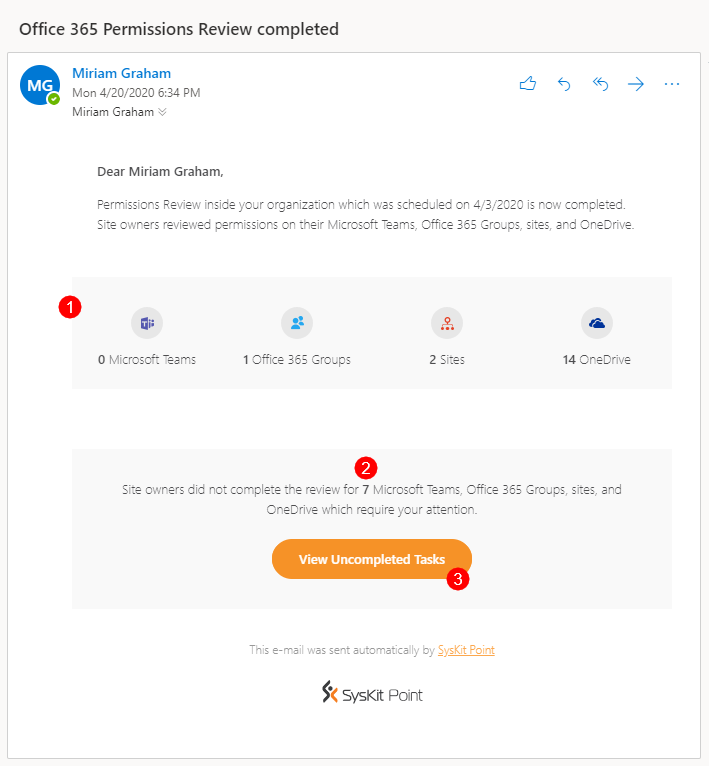 Office 365 Permissions Review completed
MG
Miriam Graham
Mon 4/20/2020 6:34 PM
Miriam Graham
Dear Miriam Graham,
Permissions Review inside your organization which was scheduled on 4/3/2020 is now completed.
Site owners reviewed permissions on their Microsoft Teams, Office 365 Groups, sites, and OneDrive.
1
0 Microsoft Teams
1 Office 365 Groups
2 Sites
14 OneDrive
2
Site owners did not complete the review for 7 Microsoft Teams, Office 365 Groups, sites, and
OneDrive which require your attention.
View Uncompleted Tasks
3
This e-mail was sent automatically by SysKit Point
SysKit Point